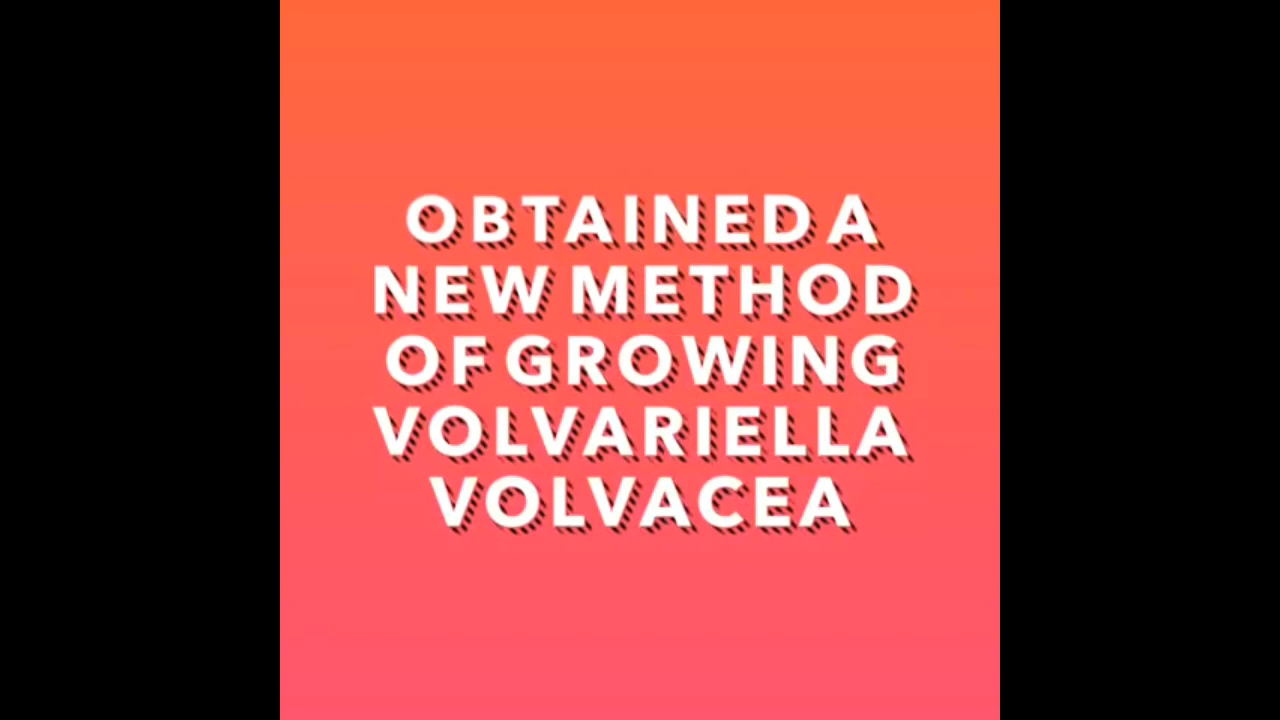 OBTAINED A
NEW METHOD
OF GROWING
VOLVARIELLA
VOLVACEA